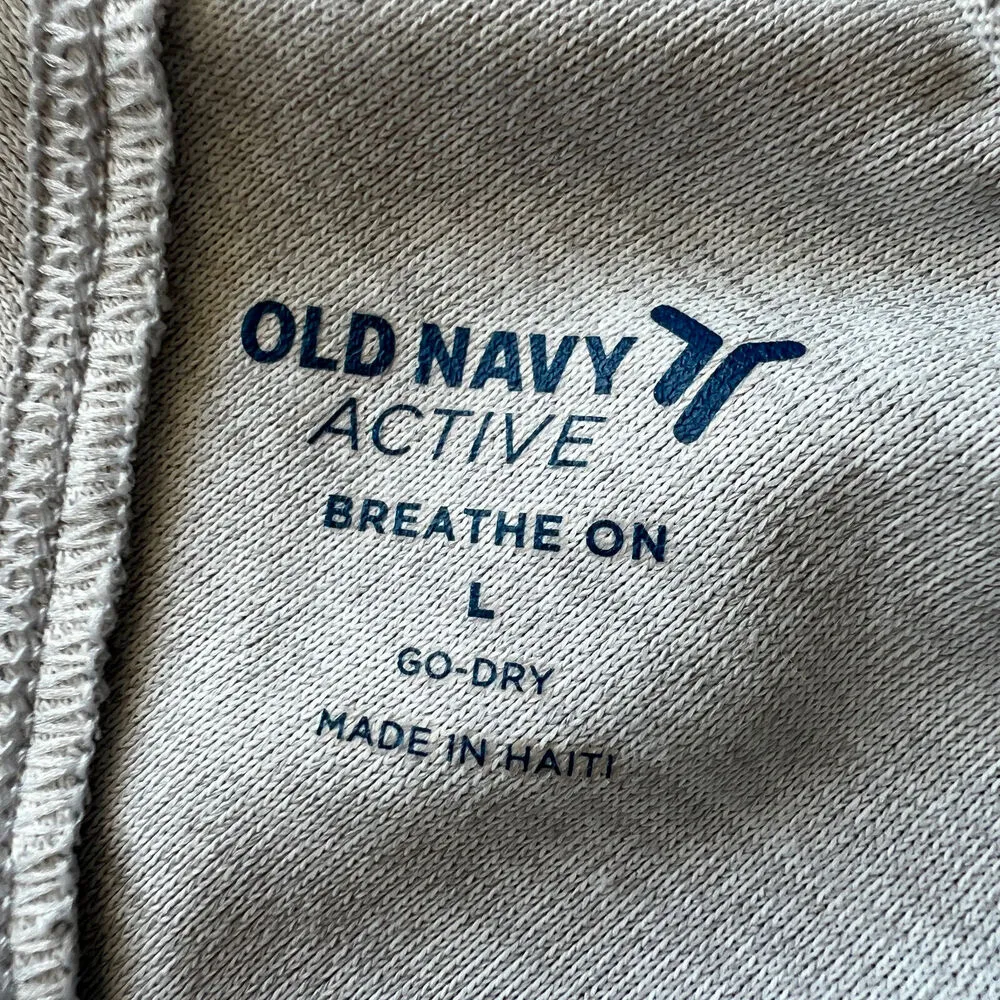 OLD NAVY
ACTIVE
BREATHE ON
L
GO-DRY
MADE IN HAITI